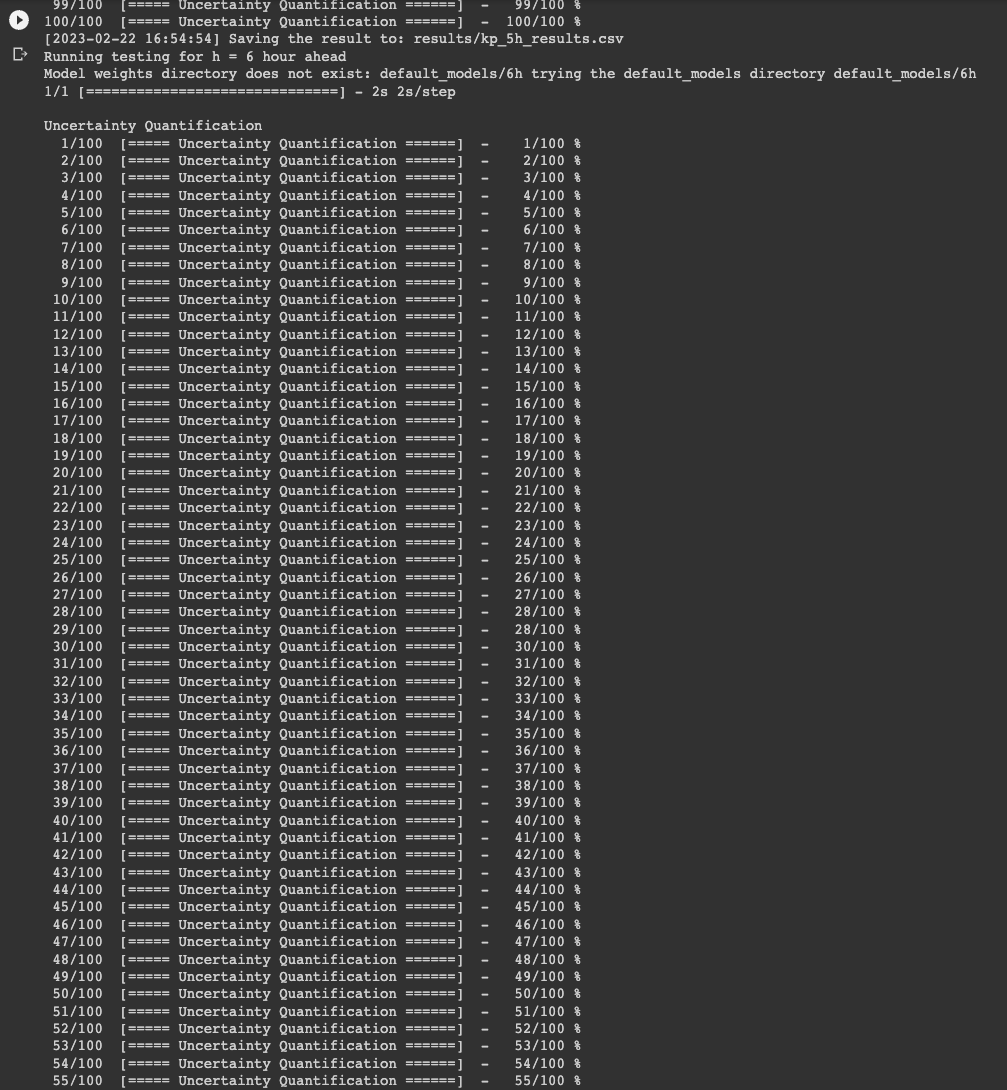 99/100  [===== Uncertainty Quantification ======]  -   99/100 %
100/100  [===== Uncertainty Quantification ======]  -  100/100 %
[2023-02-22 16:54:54] Saving the result to: results/kp_5h_results.csv
Running testing for h = 6 hour ahead
Model weights directory does not exist: default_models/6h trying the default_models directory default_models/6h
1/1 [==============================] - 2s 2s/step
Uncertainty Quantification
1/100  [===== Uncertainty Quantification ======]  -    1/100 %
2/100  [===== Uncertainty Quantification ======]  -    2/100 %
3/100  [===== Uncertainty Quantification ======]  -    3/100 %
4/100  [===== Uncertainty Quantification ======]  -    4/100 %
5/100  [===== Uncertainty Quantification ======]  -    5/100 %
6/100  [===== Uncertainty Quantification ======]  -    6/100 %
7/100  [===== Uncertainty Quantification ======]  -    7/100 %
8/100  [===== Uncertainty Quantification ======]  -    8/100 %
9/100  [===== Uncertainty Quantification ======]  -    9/100 %
10/100  [===== Uncertainty Quantification ======]  -   10/100 %
11/100  [===== Uncertainty Quantification ======]  -   11/100 %
12/100  [===== Uncertainty Quantification ======]  -   12/100 %
13/100  [===== Uncertainty Quantification ======]  -   13/100 %
14/100  [===== Uncertainty Quantification ======]  -   14/100 %
15/100  [===== Uncertainty Quantification ======]  -   15/100 %
16/100  [===== Uncertainty Quantification ======]  -   16/100 %
17/100  [===== Uncertainty Quantification ======]  -   17/100 %
18/100  [===== Uncertainty Quantification ======]  -   18/100 %
19/100  [===== Uncertainty Quantification ======]  -   19/100 %
20/100  [===== Uncertainty Quantification ======]  -   20/100 %
21/100  [===== Uncertainty Quantification ======]  -   21/100 %
22/100  [===== Uncertainty Quantification ======]  -   22/100 %
23/100  [===== Uncertainty Quantification ======]  -   23/100 %
24/100  [===== Uncertainty Quantification ======]  -   24/100 %
25/100  [===== Uncertainty Quantification ======]  -   25/100 %
26/100  [===== Uncertainty Quantification ======]  -   26/100 %
27/100  [===== Uncertainty Quantification ======]  -   27/100 %
28/100  [===== Uncertainty Quantification ======]  -   28/100 %
29/100  [===== Uncertainty Quantification ======]  -   28/100 %
30/100  [===== Uncertainty Quantification ======]  -   30/100 %
31/100  [===== Uncertainty Quantification ======]  -   31/100 %
32/100  [===== Uncertainty Quantification ======]  -   32/100 %
33/100  [===== Uncertainty Quantification ======]  -   33/100 %
34/100  [===== Uncertainty Quantification ======]  -   34/100 %
35/100  [===== Uncertainty Quantification ======]  -   35/100 %
36/100  [===== Uncertainty Quantification ======]  -   36/100 %
37/100  [===== Uncertainty Quantification ======]  -   37/100 %
38/100  [===== Uncertainty Quantification ======]  -   38/100 %
39/100  [===== Uncertainty Quantification ======]  -   39/100 %
40/100  [===== Uncertainty Quantification ======]  -   40/100 %
41/100  [===== Uncertainty Quantification ======]  -   41/100 %
42/100  [===== Uncertainty Quantification ======]  -   42/100 %
43/100  [===== Uncertainty Quantification ======]  -   43/100 %
44/100  [===== Uncertainty Quantification ======]  -   44/100 %
45/100  [===== Uncertainty Quantification ======]  -   45/100 %
46/100  [===== Uncertainty Quantification ======]  -   46/100 %
47/100  [===== Uncertainty Quantification ======]  -   47/100 %
48/100  [===== Uncertainty Quantification ======]  -   48/100 %
49/100  [===== Uncertainty Quantification ======]  -   49/100 %
50/100  [===== Uncertainty Quantification ======]  -   50/100 %
51/100  [===== Uncertainty Quantification ======]  -   51/100 %
52/100  [===== Uncertainty Quantification ======]  -   52/100 %
53/100  [===== Uncertainty Quantification ======]  -   53/100 %
54/100  [===== Uncertainty Quantification ======]  -   54/100 %
55/100  [===== Uncertainty Quantification ======]  -   55/100 %